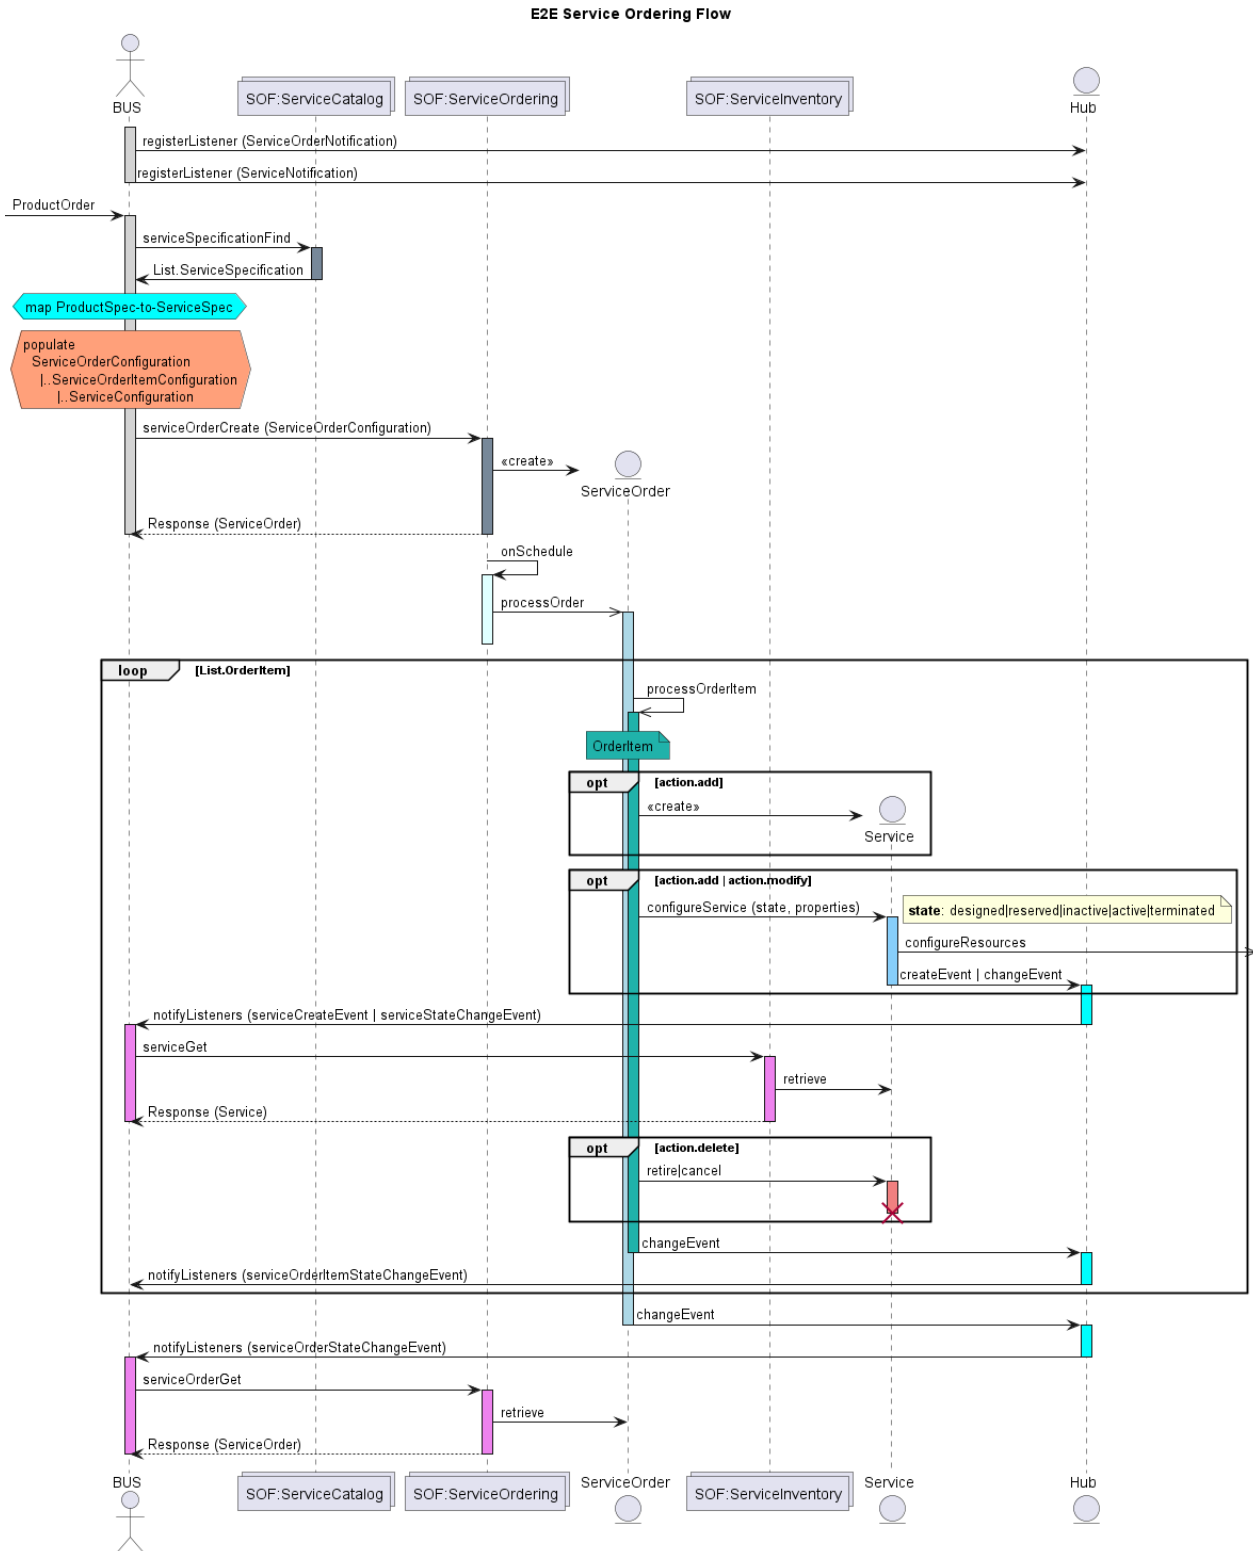 E2E Service Ordering Flow
BUS
SOF:ServiceCatalog
SOF:ServiceOrdering
SOF:ServiceInventory
Hub
registerListener (ServiceOrderNotification)
registerListener (ServiceNotification)
ProductOrder
serviceSpecificationFind
List.ServiceSpecification
map ProductSpec-to-ServiceSpec
populate
ServiceOrderConfiguration
|..ServiceOrderItemConfiguration
|..ServiceConfiguration
serviceOrderCreate (ServiceOrderConfiguration)
«create»
ServiceOrder
Response (ServiceOrder)
onSchedule
processOrder
loop [List.OrderItem]
processOrderItem
OrderItem
opt [action.add]
«create»
Service
opt [action.add | action.modify]
configureService (state, properties)
state: designed|reserved|inactive|active|terminated
configureResources
createEvent | changeEvent
notifyListeners (serviceCreateEvent | serviceStateChangeEvent)
serviceGet
retrieve
Response (Service)
opt [action.delete]
retire|cancel
changeEvent
notifyListeners (serviceOrderItemStateChangeEvent)
changeEvent
notifyListeners (serviceOrderStateChangeEvent)
serviceOrderGet
retrieve
Response (ServiceOrder)
BUS
SOF:ServiceCatalog
SOF:ServiceOrdering
ServiceOrder
SOF:ServiceInventory
Service
Hub